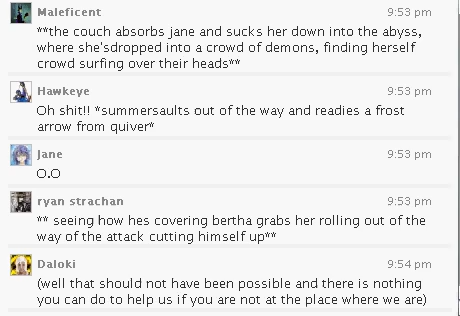 Maleficent 9:53 pm
**the couch absorbs jane and sucks her down into the abyss,
where she'sdropped into a crowd of demons, finding herself
crowd surfing over their heads**
Hawkeye 9:53 pm
Oh shit!! *summersaults out of the way and readies a frost
arrow from quiver*
Jane 9:53 pm
O.O
ryan strachan 9:53 pm
** seeing how hes covering bertha grabs her rolling out of the
way of the attack cutting himself up**
Daloki 9:54 pm
(well that should not have been possible and there is nothing
you can do to help us if you are not at the place where we are)